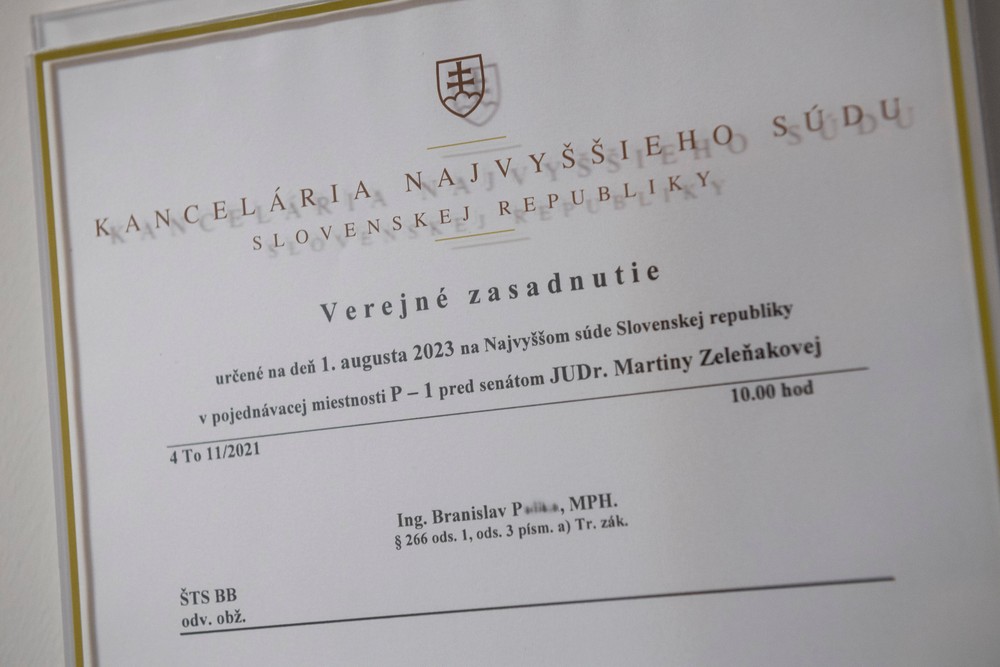 KANCELÁRIA NAJVYŠŠIEHO SÚDU
SLOVENSKEJ REPUBLIKY
Verejné zasadnutie
určené na deň 1. augusta 2023 na Najvyššom súde Slovenskej republiky
v pojednávacej miestnosti P – 1 pred senátom JUDr. Martiny Zeleňakovej
10.00 hod
4 To 11/2021
Ing. Branislav P, MPH.
§ 266 ods. 1, ods. 3 písm. a) Tr. zák.
ŠTS BB
odv. obž.